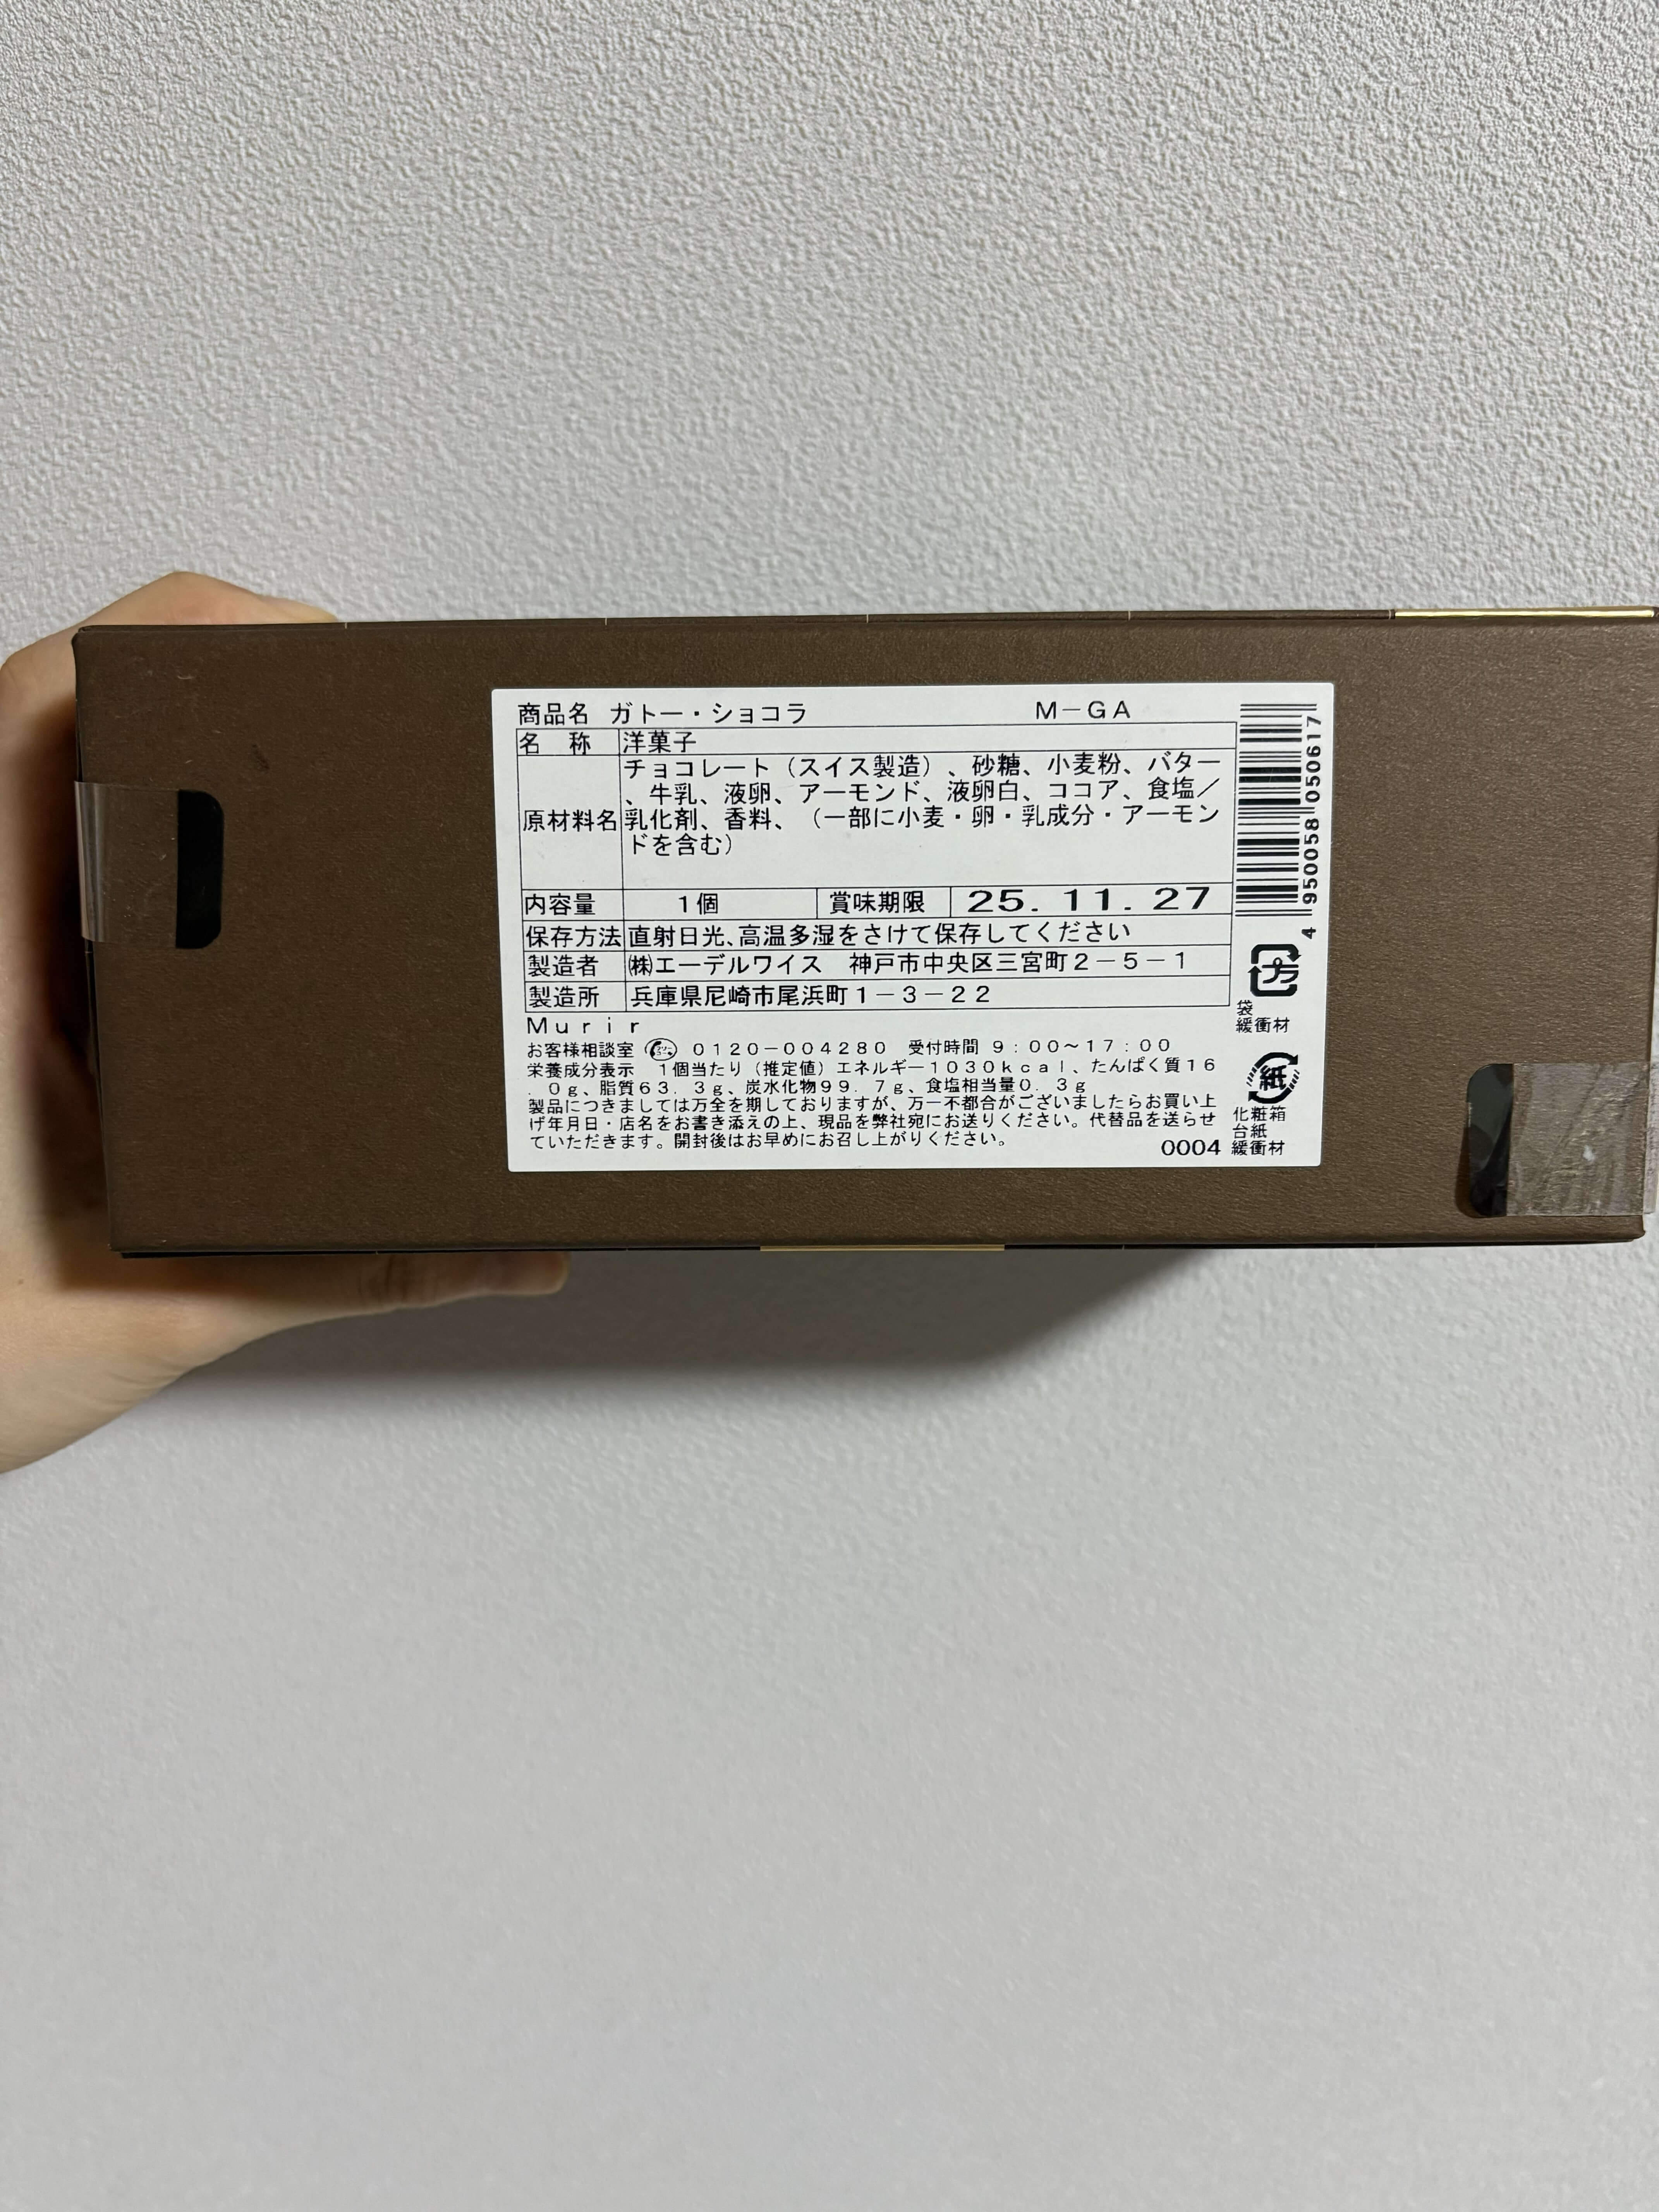 商品名 ガトー・ショコラ M－GA
名 称 洋菓子
原材料名 チョコレート（スイス製造）、砂糖、小麦粉、バター
、牛乳、液卵、アーモンド、液卵白、ココア、食塩／
乳化剤、香料、（一部に小麦・卵・乳成分・アーモン
ドを含む）
内容量 1個 賞味期限 25.11.27
保存方法 直射日光、高温多湿をさけて保存してください
製造者 ㈱エーデルワイス 神戸市中央区三宮町2－5－1
製造所 兵庫県尼崎市尾浜町1－3－22
Murir
お客様相談室 0120－004280 受付時間 9：00～17：00
栄養成分表示 1個当たり（推定値）エネルギー1030kcal、たんぱく質16
.0g、脂質63.3g、炭水化物99.7g、食塩相当量0.3g
製品につきましては万全を期しておりますが、万一不都合がございましたらお買い上
げ年月日・店名をお書き添えの上、現品を弊社宛にお送りください。代替品を送らせ
ていただきます。開封後はお早めにお召し上がりください。
0004
4 950058 050617
プラ
袋
緩衝材
紙
化粧箱
台紙
緩衝材